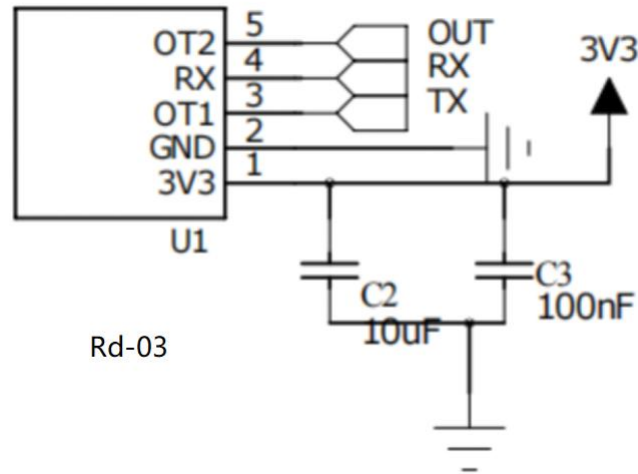 OT2 5 OUT
RX 4 RX
OT1 3 TX
GND 2
3V3 1
3V3
U1
C2
10uF
C3
100nF
Rd-03